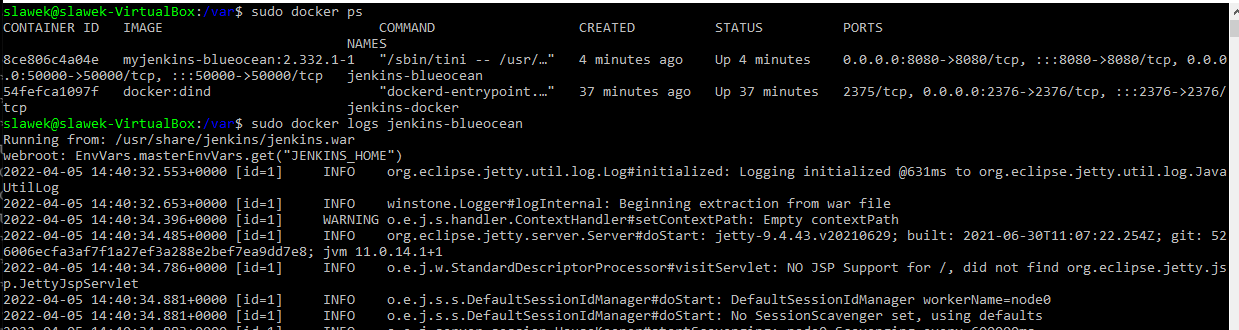 slawek@slawek-VirtualBox:/var$ sudo docker ps
CONTAINER ID   IMAGE                           COMMAND                  CREATED          STATUS          PORTS
                                           NAMES
8ce806c4a04e   myjenkins-blueocean:2.332.1-1   "/sbin/tini -- /usr/…"   4 minutes ago    Up 4 minutes    0.0.0.0:8080->8080/tcp, :::8080->8080/tcp, 0.0.0
.0:50000->50000/tcp, :::50000->50000/tcp   jenkins-blueocean
54fefca1097f   docker:dind                     "dockerd-entrypoint.…"   37 minutes ago   Up 37 minutes   2375/tcp, 0.0.0.0:2376->2376/tcp, :::2376->2376/
tcp                                        jenkins-docker
slawek@slawek-VirtualBox:/var$ sudo docker logs jenkins-blueocean
Running from: /usr/share/jenkins/jenkins.war
webroot: EnvVars.masterEnvVars.get("JENKINS_HOME")
2022-04-05 14:40:32.553+0000 [id=1]     INFO    org.eclipse.jetty.util.log.Log#initialized: Logging initialized @631ms to org.eclipse.jetty.util.log.Java
UtilLog
2022-04-05 14:40:32.653+0000 [id=1]     INFO    winstone.Logger#logInternal: Beginning extraction from war file
2022-04-05 14:40:34.396+0000 [id=1]     WARNING o.e.j.s.handler.ContextHandler#setContextPath: Empty contextPath
2022-04-05 14:40:34.485+0000 [id=1]     INFO    org.eclipse.jetty.server.Server#doStart: jetty-9.4.43.v20210629; built: 2021-06-30T11:07:22.254Z; git: 52
6006ecfa3af7f1a27ef3a288e2bef7ea9dd7e8; jvm 11.0.14.1+1
2022-04-05 14:40:34.786+0000 [id=1]     INFO    o.e.j.w.StandardDescriptorProcessor#visitServlet: NO JSP Support for /, did not find org.eclipse.jetty.js
p.JettyJspServlet
2022-04-05 14:40:34.881+0000 [id=1]     INFO    o.e.j.s.s.DefaultSessionIdManager#doStart: DefaultSessionIdManager workerName=node0
2022-04-05 14:40:34.881+0000 [id=1]     INFO    o.e.j.s.s.DefaultSessionIdManager#doStart: No SessionScavenger set, using defaults